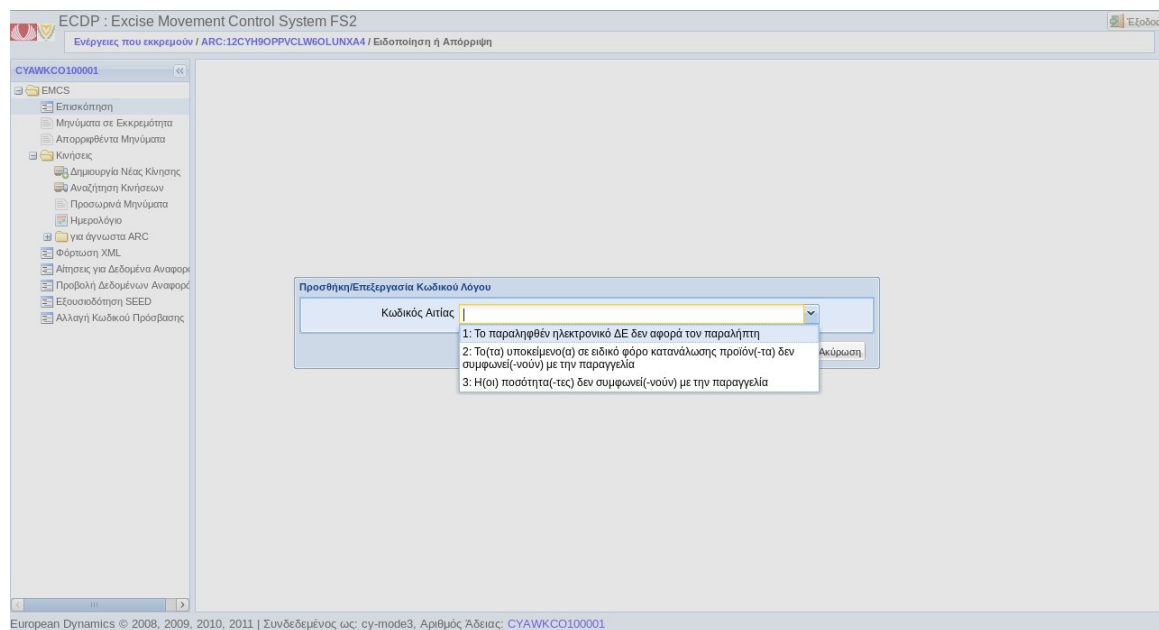 ECDP : Excise Movement Control System FS2
Έξοδος
Ενέργειες που εκκρεμούν / ARC:12CYH9OPPVCLW6OLUNXA4 / Ειδοποίηση ή Απόρριψη
CYAWKCO100001
EMCS
Επισκόπηση
Μηνύματα σε Εκκρεμότητα
Απορριφθέντα Μηνύματα
Κινήσεις
Δημιουργία Νέας Κίνησης
Αναζήτηση Κινήσεων
Προσωρινά Μηνύματα
Ημερολόγιο
για άγνωστα ARC
Φόρτωση XML
Αίτησεις για Δεδομένα Αναφορά
Προβολή Δεδομένων Αναφορά
Εξουσιοδότηση SEED
Αλλαγή Κωδικού Πρόσβασης
Προσθήκη/Επεξεργασία Κωδικού Λόγου
Κωδικός Αιτίας
1: Το παραληφθέν ηλεκτρονικό ΔΕ δεν αφορά τον παραλήπτη
2: Το(τα) υποκείμενο(α) σε ειδικό φόρο κατανάλωσης προϊόν(-τα) δεν
συμφωνεί(-νούν) με την παραγγελία
3: Η(οι) ποσότητα(-τες) δεν συμφωνεί(-νούν) με την παραγγελία
Ακύρωση
European Dynamics © 2008, 2009, 2010, 2011 | Συνδεδεμένος ως: cy-mode3, Αριθμός Άδειας: CYAWKCO100001